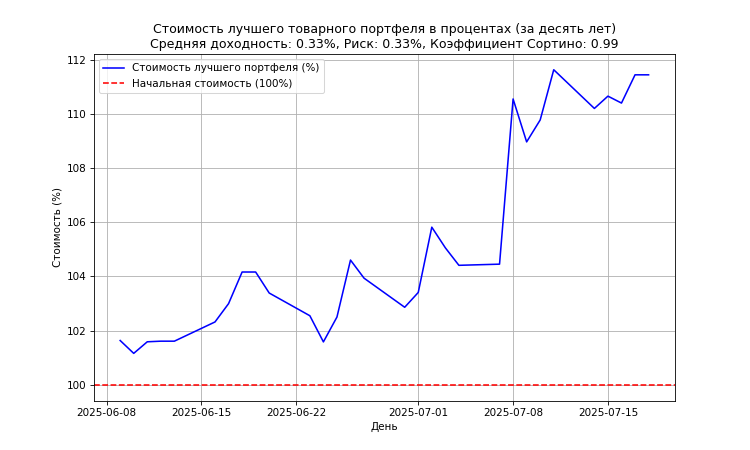 Стоимость лучшего товарного портфеля в процентах (за десять лет)
Средняя доходность: 0.33%, Риск: 0.33%, Коэффициент Сортино: 0.99
Стоимость лучшего портфеля (%)
Начальная стоимость (100%)
Стоимость (%)
112
110
108
106
104
102
100
2025-06-08
2025-06-15
2025-06-22
2025-07-01
2025-07-08
2025-07-15
День